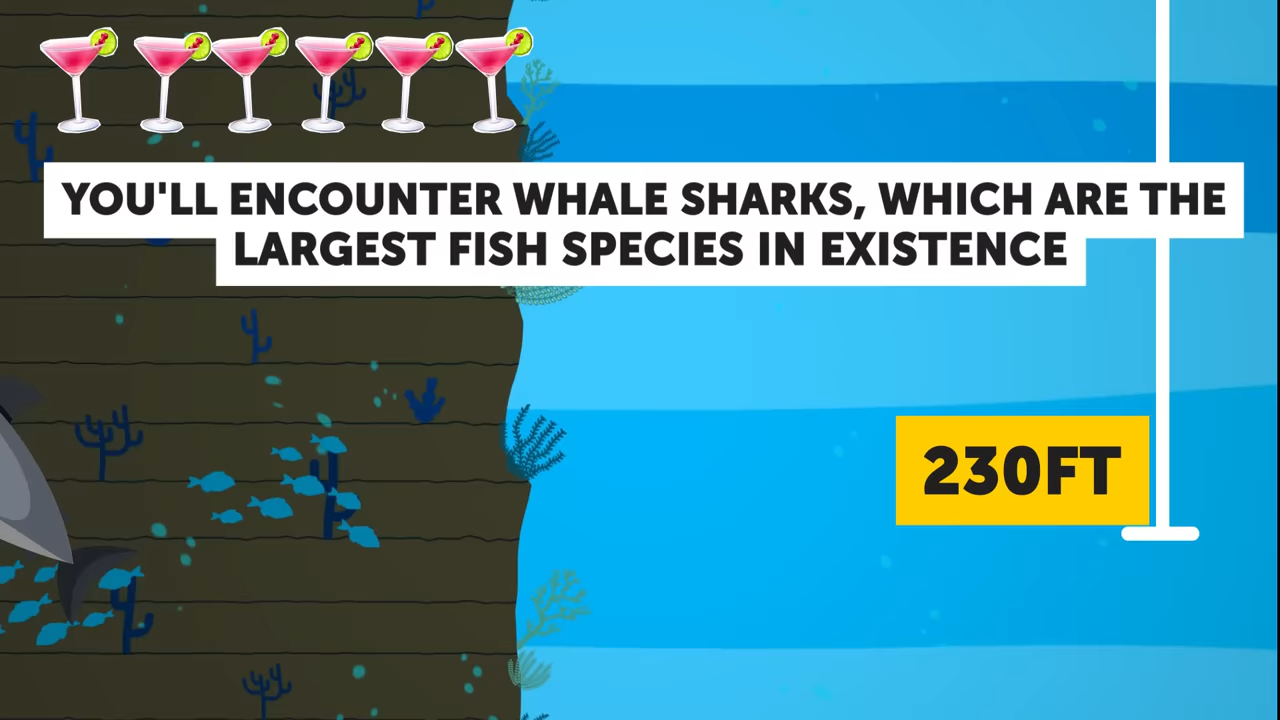 YOU'LL ENCOUNTER WHALE SHARKS, WHICH ARE THE
LARGEST FISH SPECIES IN EXISTENCE
230FT